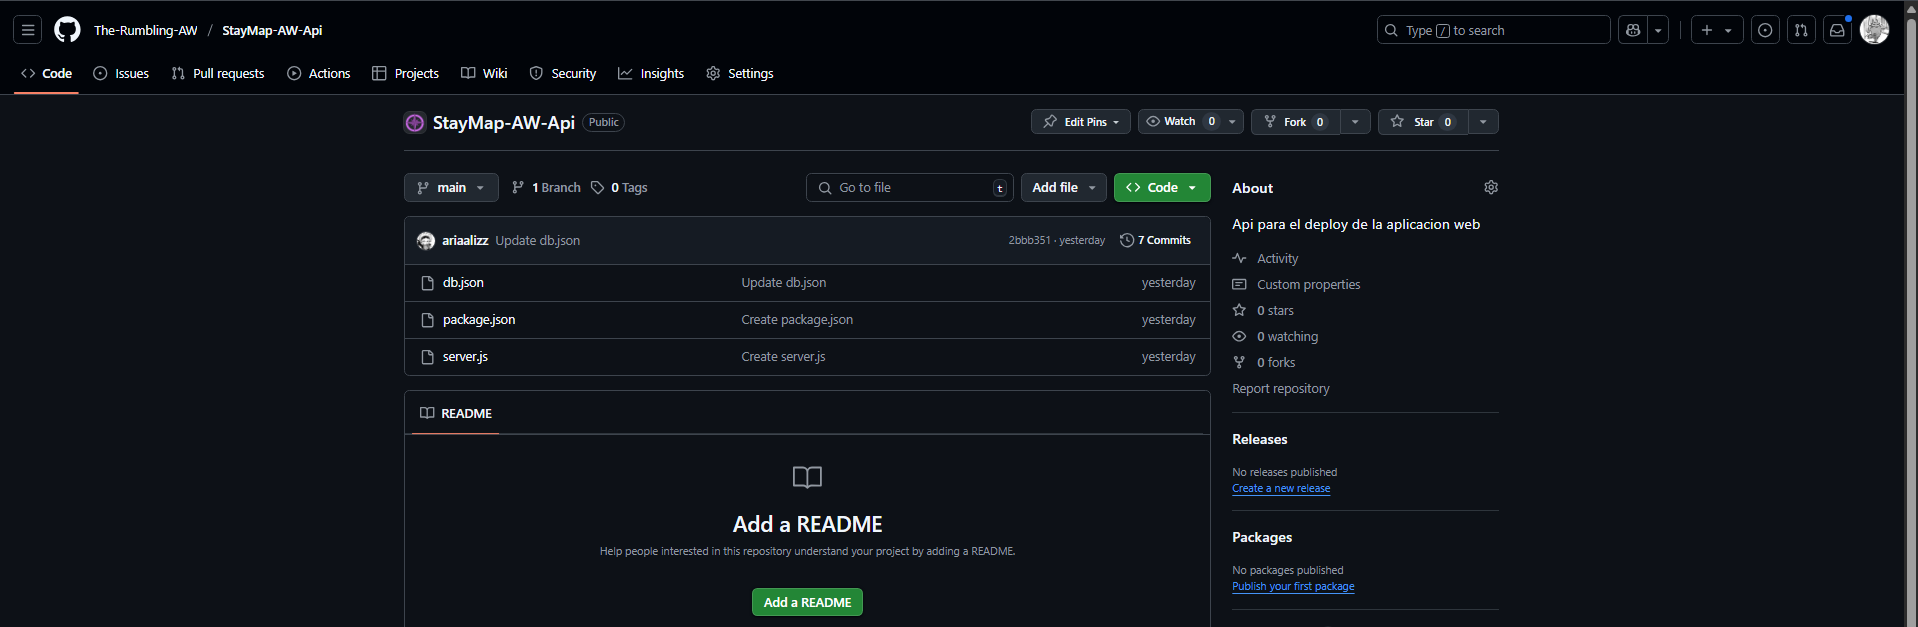 The-Rumbling-AW / StayMap-AW-Api
Type / to search
Code Issues Pull requests Actions Projects Wiki Security Insights Settings
StayMap-AW-Api Public
Edit Pins Watch 0 Fork 0 Star 0
main 1 Branch 0 Tags Go to file t Add file Code
ariaalizz Update db.json 2bbb351 · yesterday 7 Commits
db.json Update db.json yesterday
package.json Create package.json yesterday
server.js Create server.js yesterday
README
Add a README
Help people interested in this repository understand your project by adding a README.
Add a README
About
Api para el deploy de la aplicacion web
Activity
Custom properties
0 stars
0 watching
0 forks
Report repository
Releases
No releases published
Create a new release
Packages
No packages published
Publish your first package